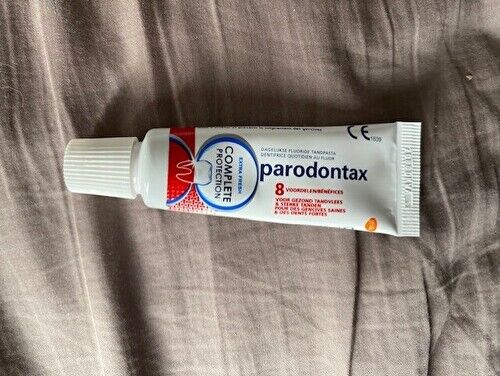 EXTRA FRESH
COMPLETE
PROTECTION
CE 1639
DAGELIJKSE FLUORIDE TANDPASTA
DENTIFRICE QUOTIDIEN AU FLUOR
parodontax
8 VOORDELEN/BÉNÉFICES
VOOR GEZOND TANDVLEES
& STERKE TANDEN
POUR DES GENCIVES SAINES
& DES DENTS FORTES